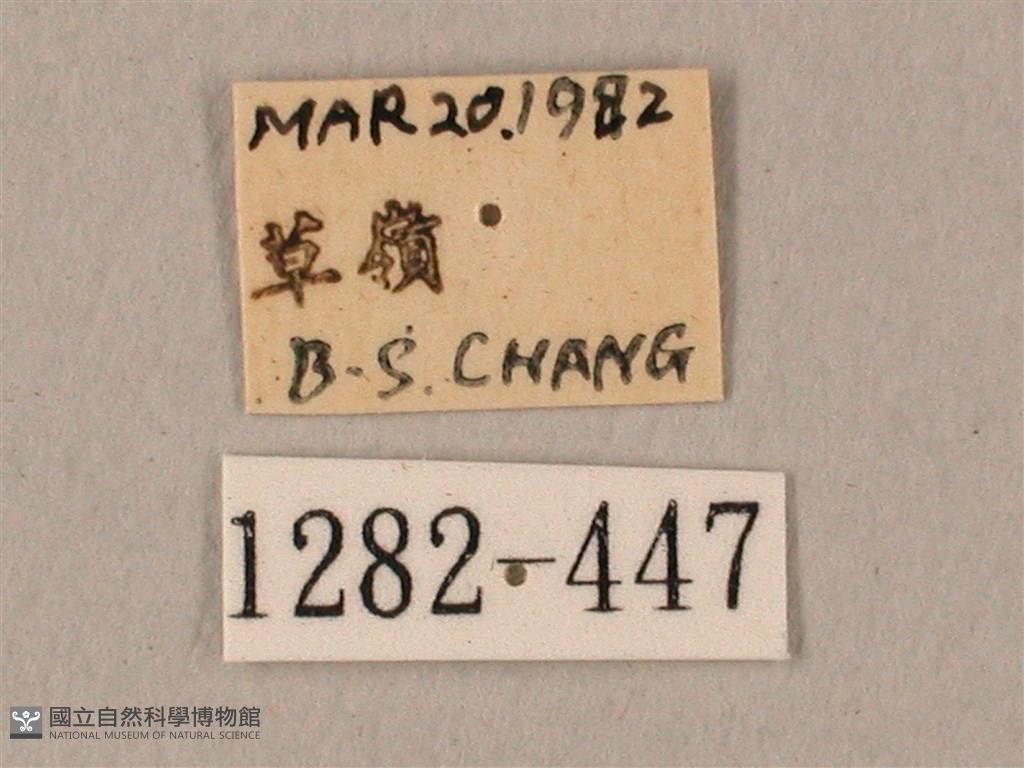 MAR 20.1982
草嶺
B.S. CHANG
1282-447
國立自然科學博物館
NATIONAL MUSEUM OF NATURAL SCIENCE